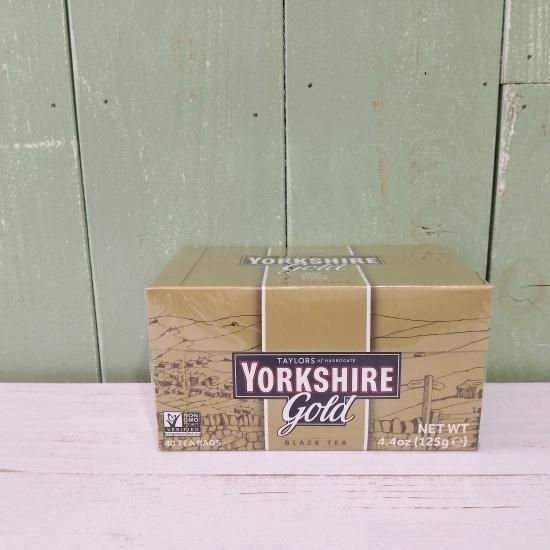 YORKSHIRE
Gold
TAYLORS of HARROGATE
YORKSHIRE
Gold
BLACK TEA
NON
GMO
VERIFIED
40 TEA BAGS
NET WT
4.4oz (125g ℮)